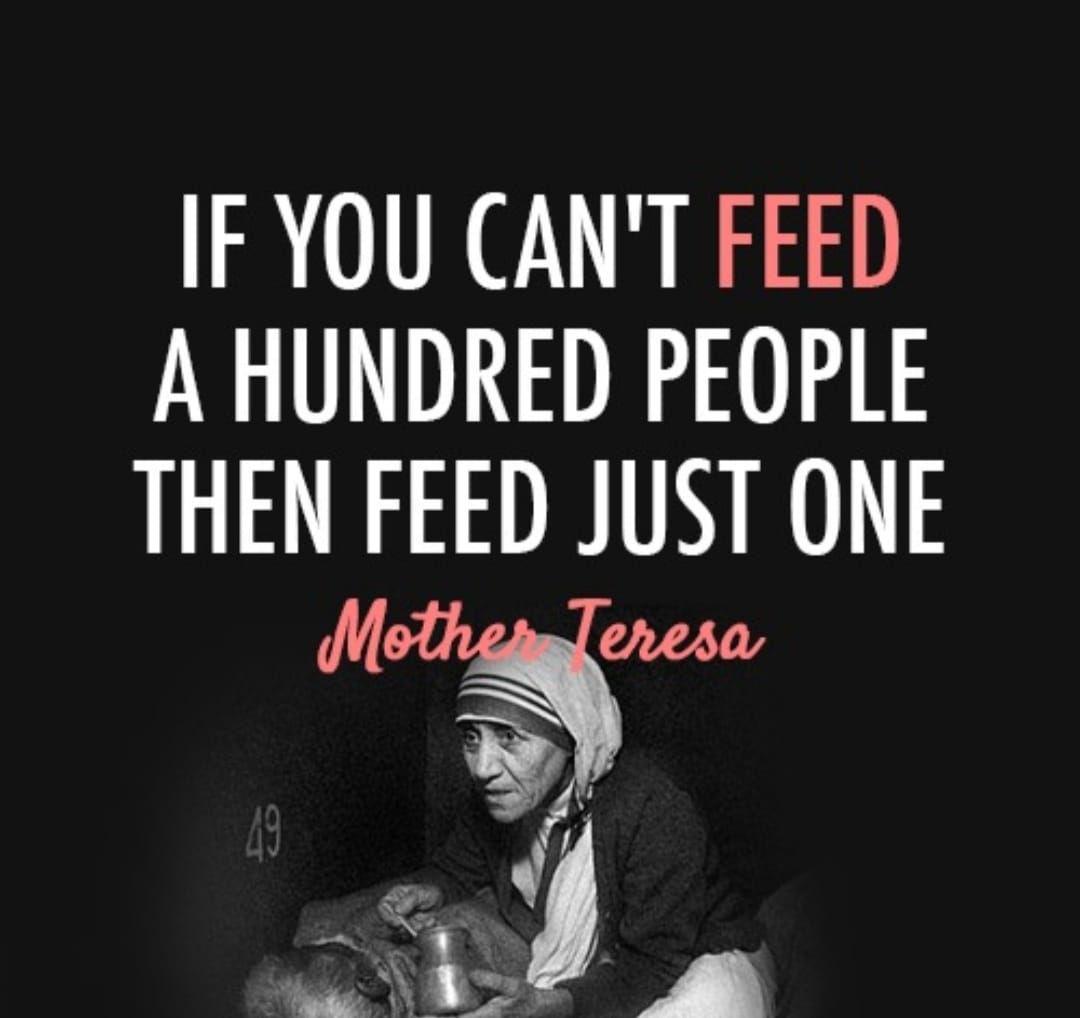 IF YOU CAN'T FEED
A HUNDRED PEOPLE
THEN FEED JUST ONE
Mother Teresa
49